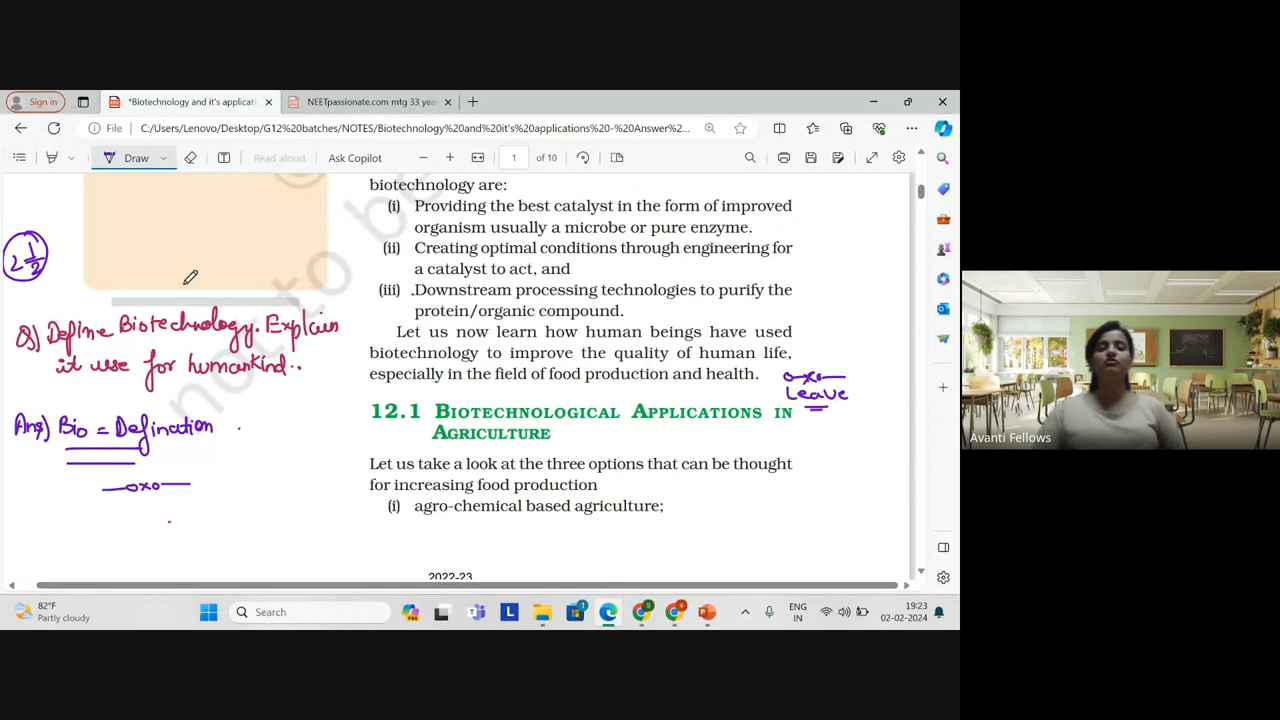 Sign in
*Biotechnology and it's applicati
NEETpassionate.com mtg 33 yea
File
C:/Users/Lenovo/Desktop/G12%20batches/NOTES/Biotechnology%20and%20it's%20applications%20-%20Answer%2...
Draw
Read aloud
Ask Copilot
1
of 10
biotechnology are:
(i) Providing the best catalyst in the form of improved
organism usually a microbe or pure enzyme.
(ii) Creating optimal conditions through engineering for
a catalyst to act, and
(iii) Downstream processing technologies to purify the
protein/organic compound.
Let us now learn how human beings have used
biotechnology to improve the quality of human life,
especially in the field of food production and health.
Leave
12.1 BIOTECHNOLOGICAL APPLICATIONS IN
AGRICULTURE
Let us take a look at the three options that can be thought
for increasing food production
(i) agro-chemical based agriculture;
2022-23
not to be
2 1/2
Q) Define Biotechnology. Explain
it use for humankind..
Ans) Bio = Defination
Avanti Fellows
82°F
Partly cloudy
Search
ENG
IN
19:23
02-02-2024